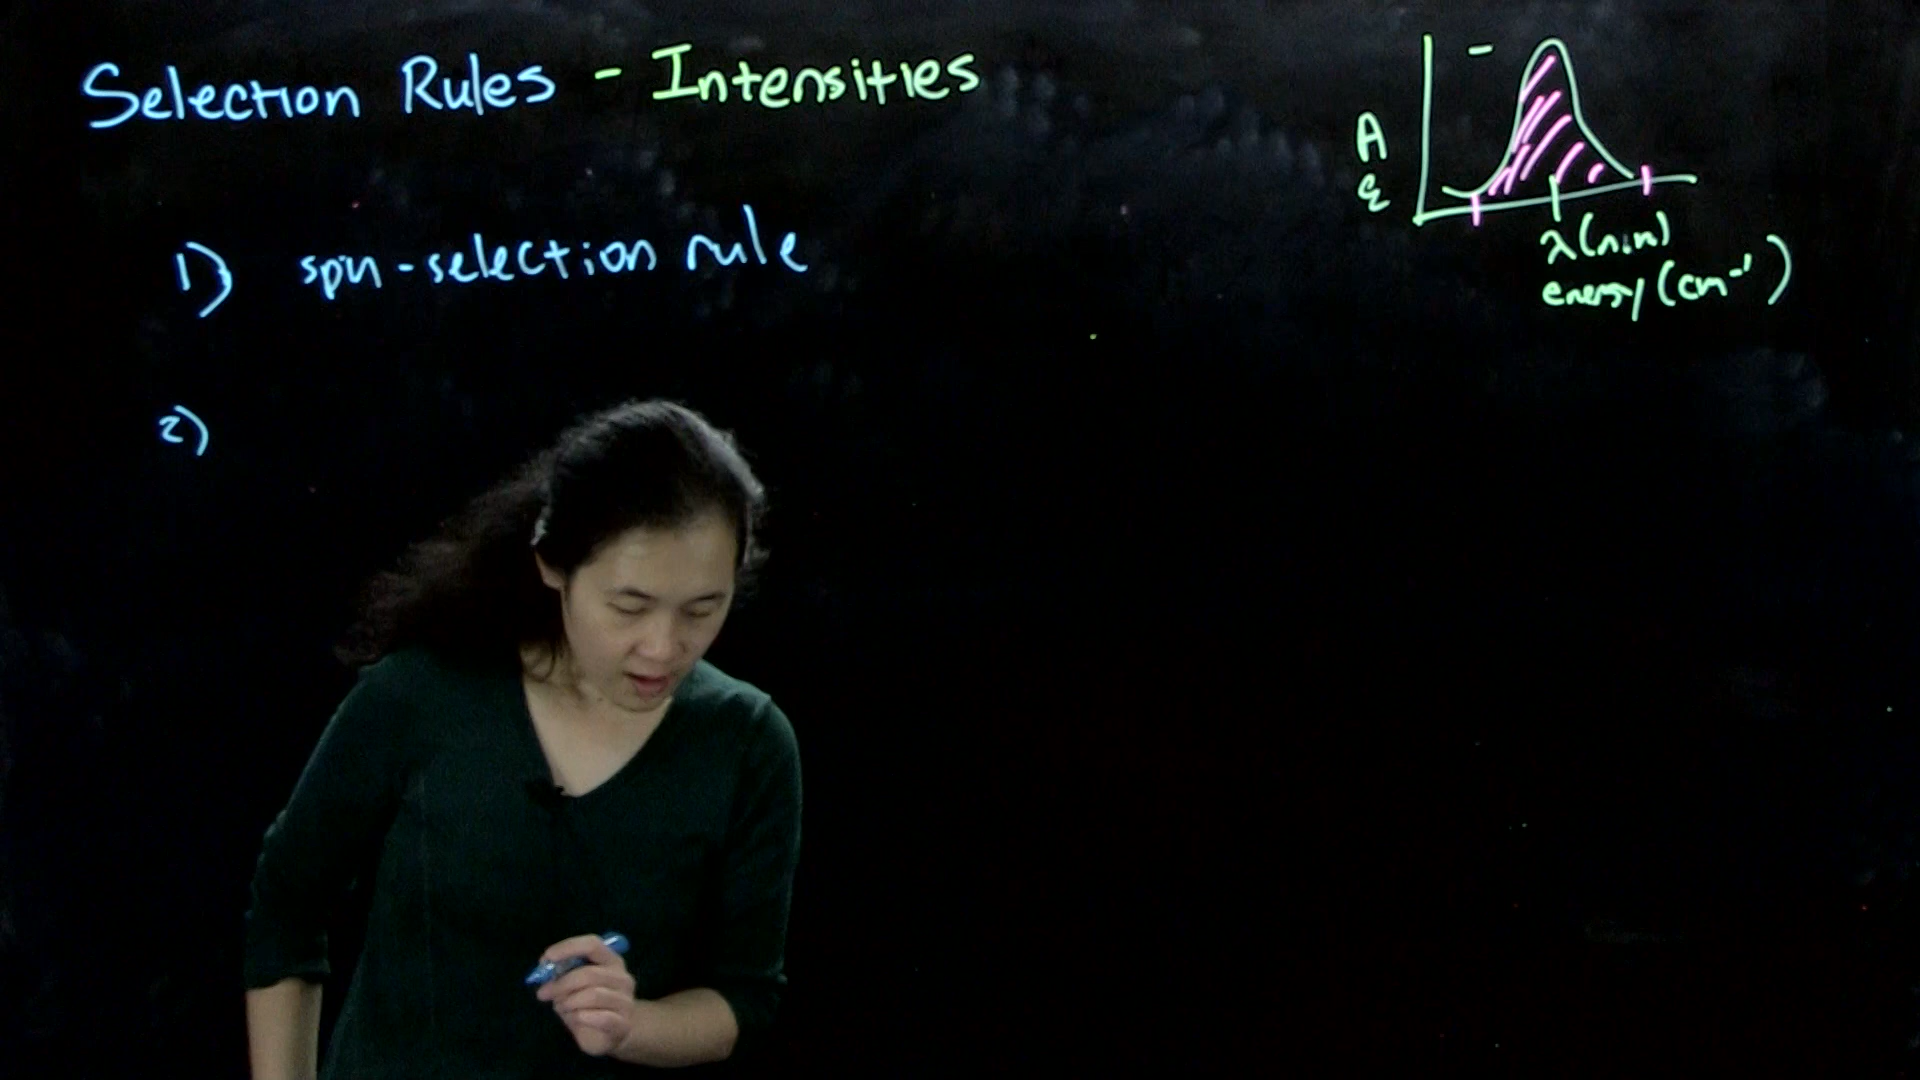 Selection Rules - Intensities
A
ε
λ(nm)
energy (cm⁻¹)
1) spin-selection rule
2)